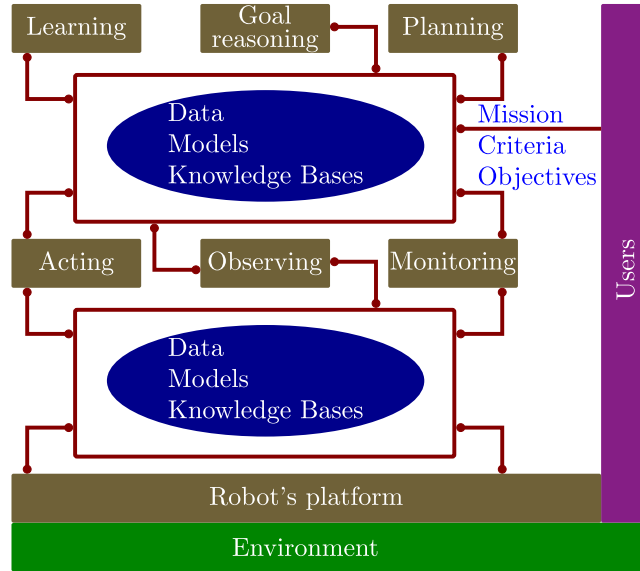 Learning
Goal
reasoning
Planning
Data
Models
Knowledge Bases
Mission
Criteria
Objectives
Users
Acting
Observing
Monitoring
Data
Models
Knowledge Bases
Robot's platform
Environment